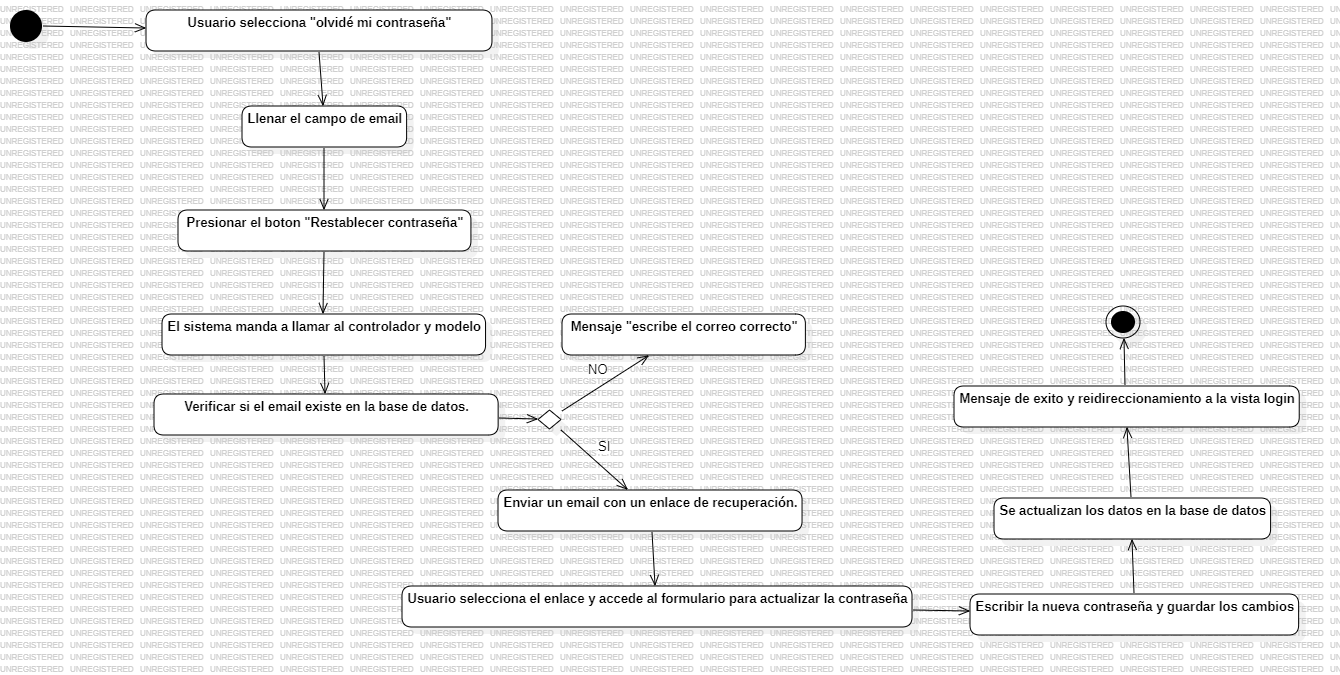 Usuario selecciona "olvidé mi contraseña"
Llenar el campo de email
Presionar el boton "Restablecer contraseña"
El sistema manda a llamar al controlador y modelo
Verificar si el email existe en la base de datos.
Mensaje "escribe el correo correcto"
NO
SI
Enviar un email con un enlace de recuperación.
Usuario selecciona el enlace y accede al formulario para actualizar la contraseña
Escribir la nueva contraseña y guardar los cambios
Se actualizan los datos en la base de datos
Mensaje de exito y reidireccionamiento a la vista login
UNREGISTERED